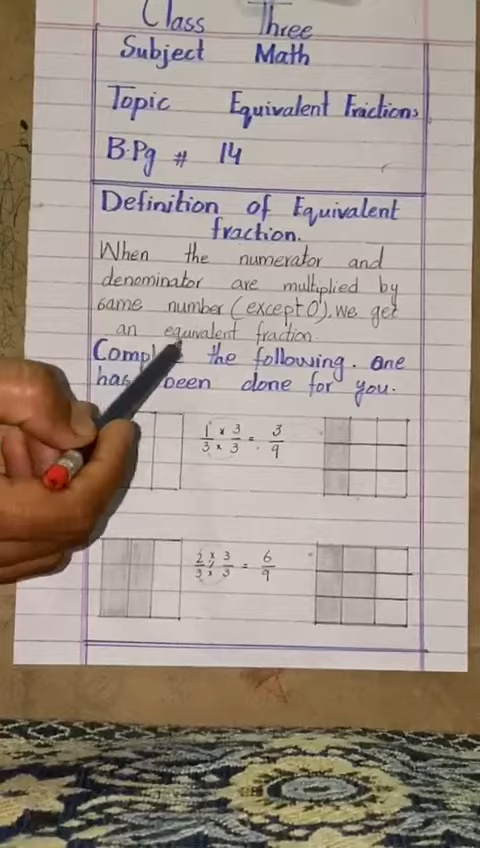 Class Three
Subject Math
Topic Equivalent Fractions
B.Pg # 14
Definition of Equivalent
fraction.
When the numerator and
denominator are multiplied by
same number (except 0), we get
an equivalent fraction.
the following. One
has been done for you.
1/3 × 3/3 = 3/9
2/3 × 3/3 = 6/9